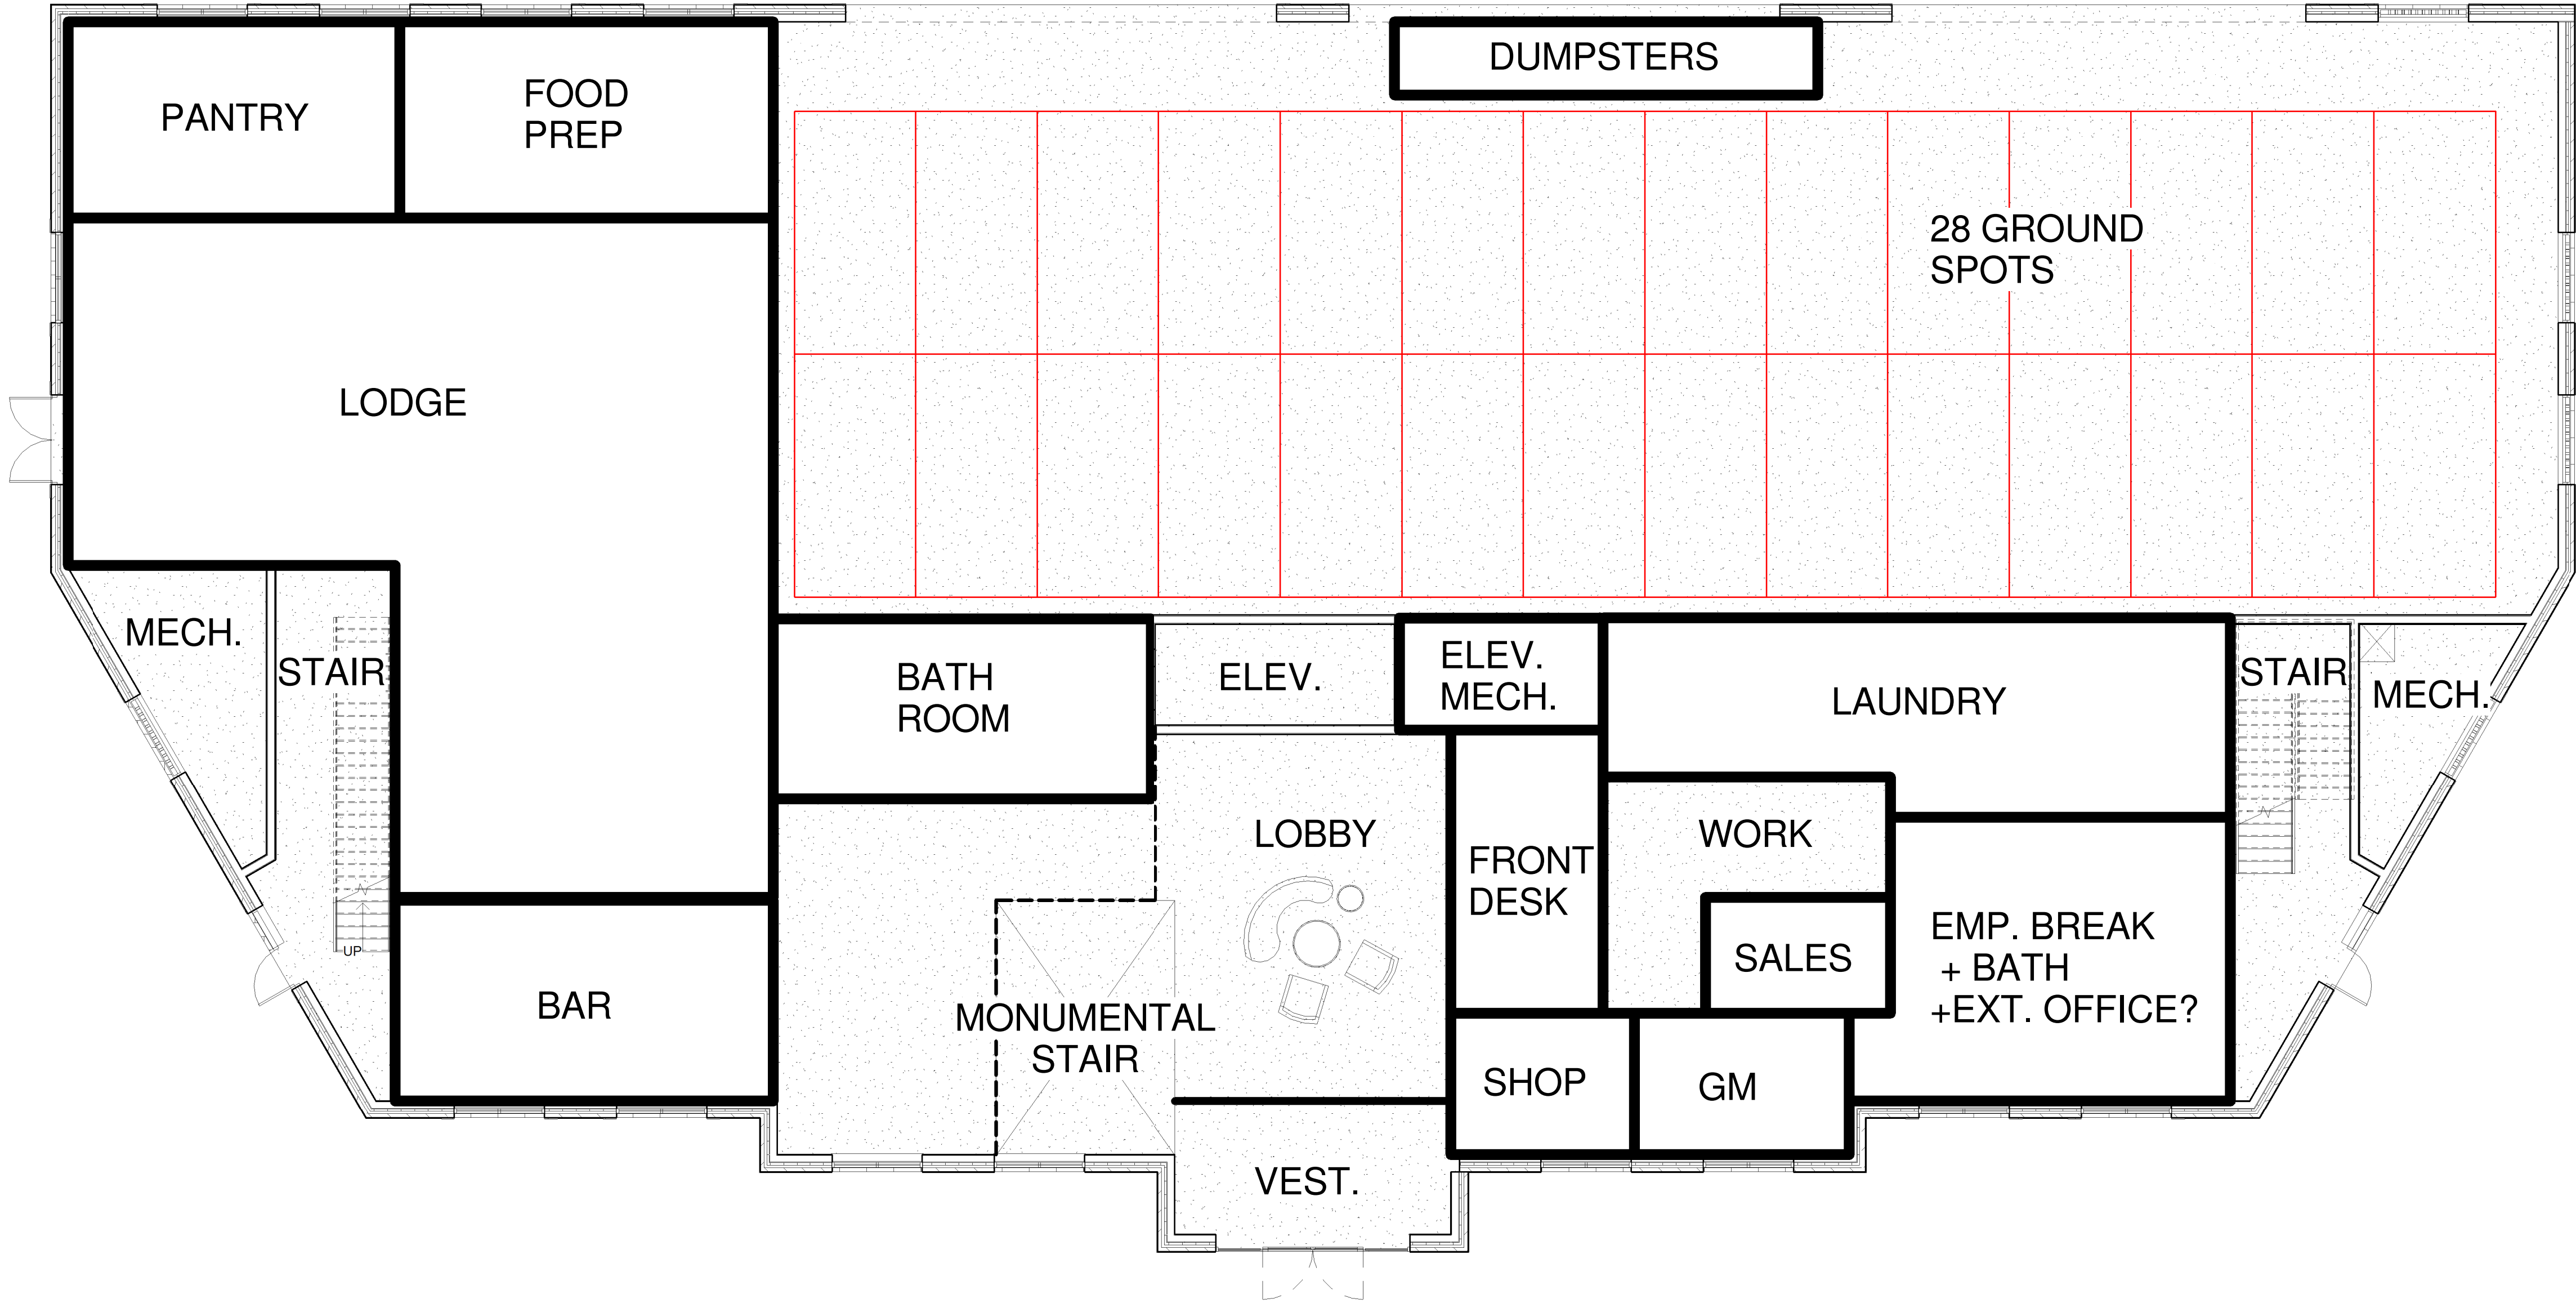 DUMPSTERS
PANTRY
FOOD
PREP
28 GROUND
SPOTS
LODGE
MECH.
STAIR
BATH
ROOM
ELEV.
ELEV.
MECH.
LAUNDRY
STAIR
MECH.
LOBBY
WORK
FRONT
DESK
SALES
EMP. BREAK
+ BATH
+EXT. OFFICE?
UP
BAR
MONUMENTAL
STAIR
SHOP
GM
VEST.